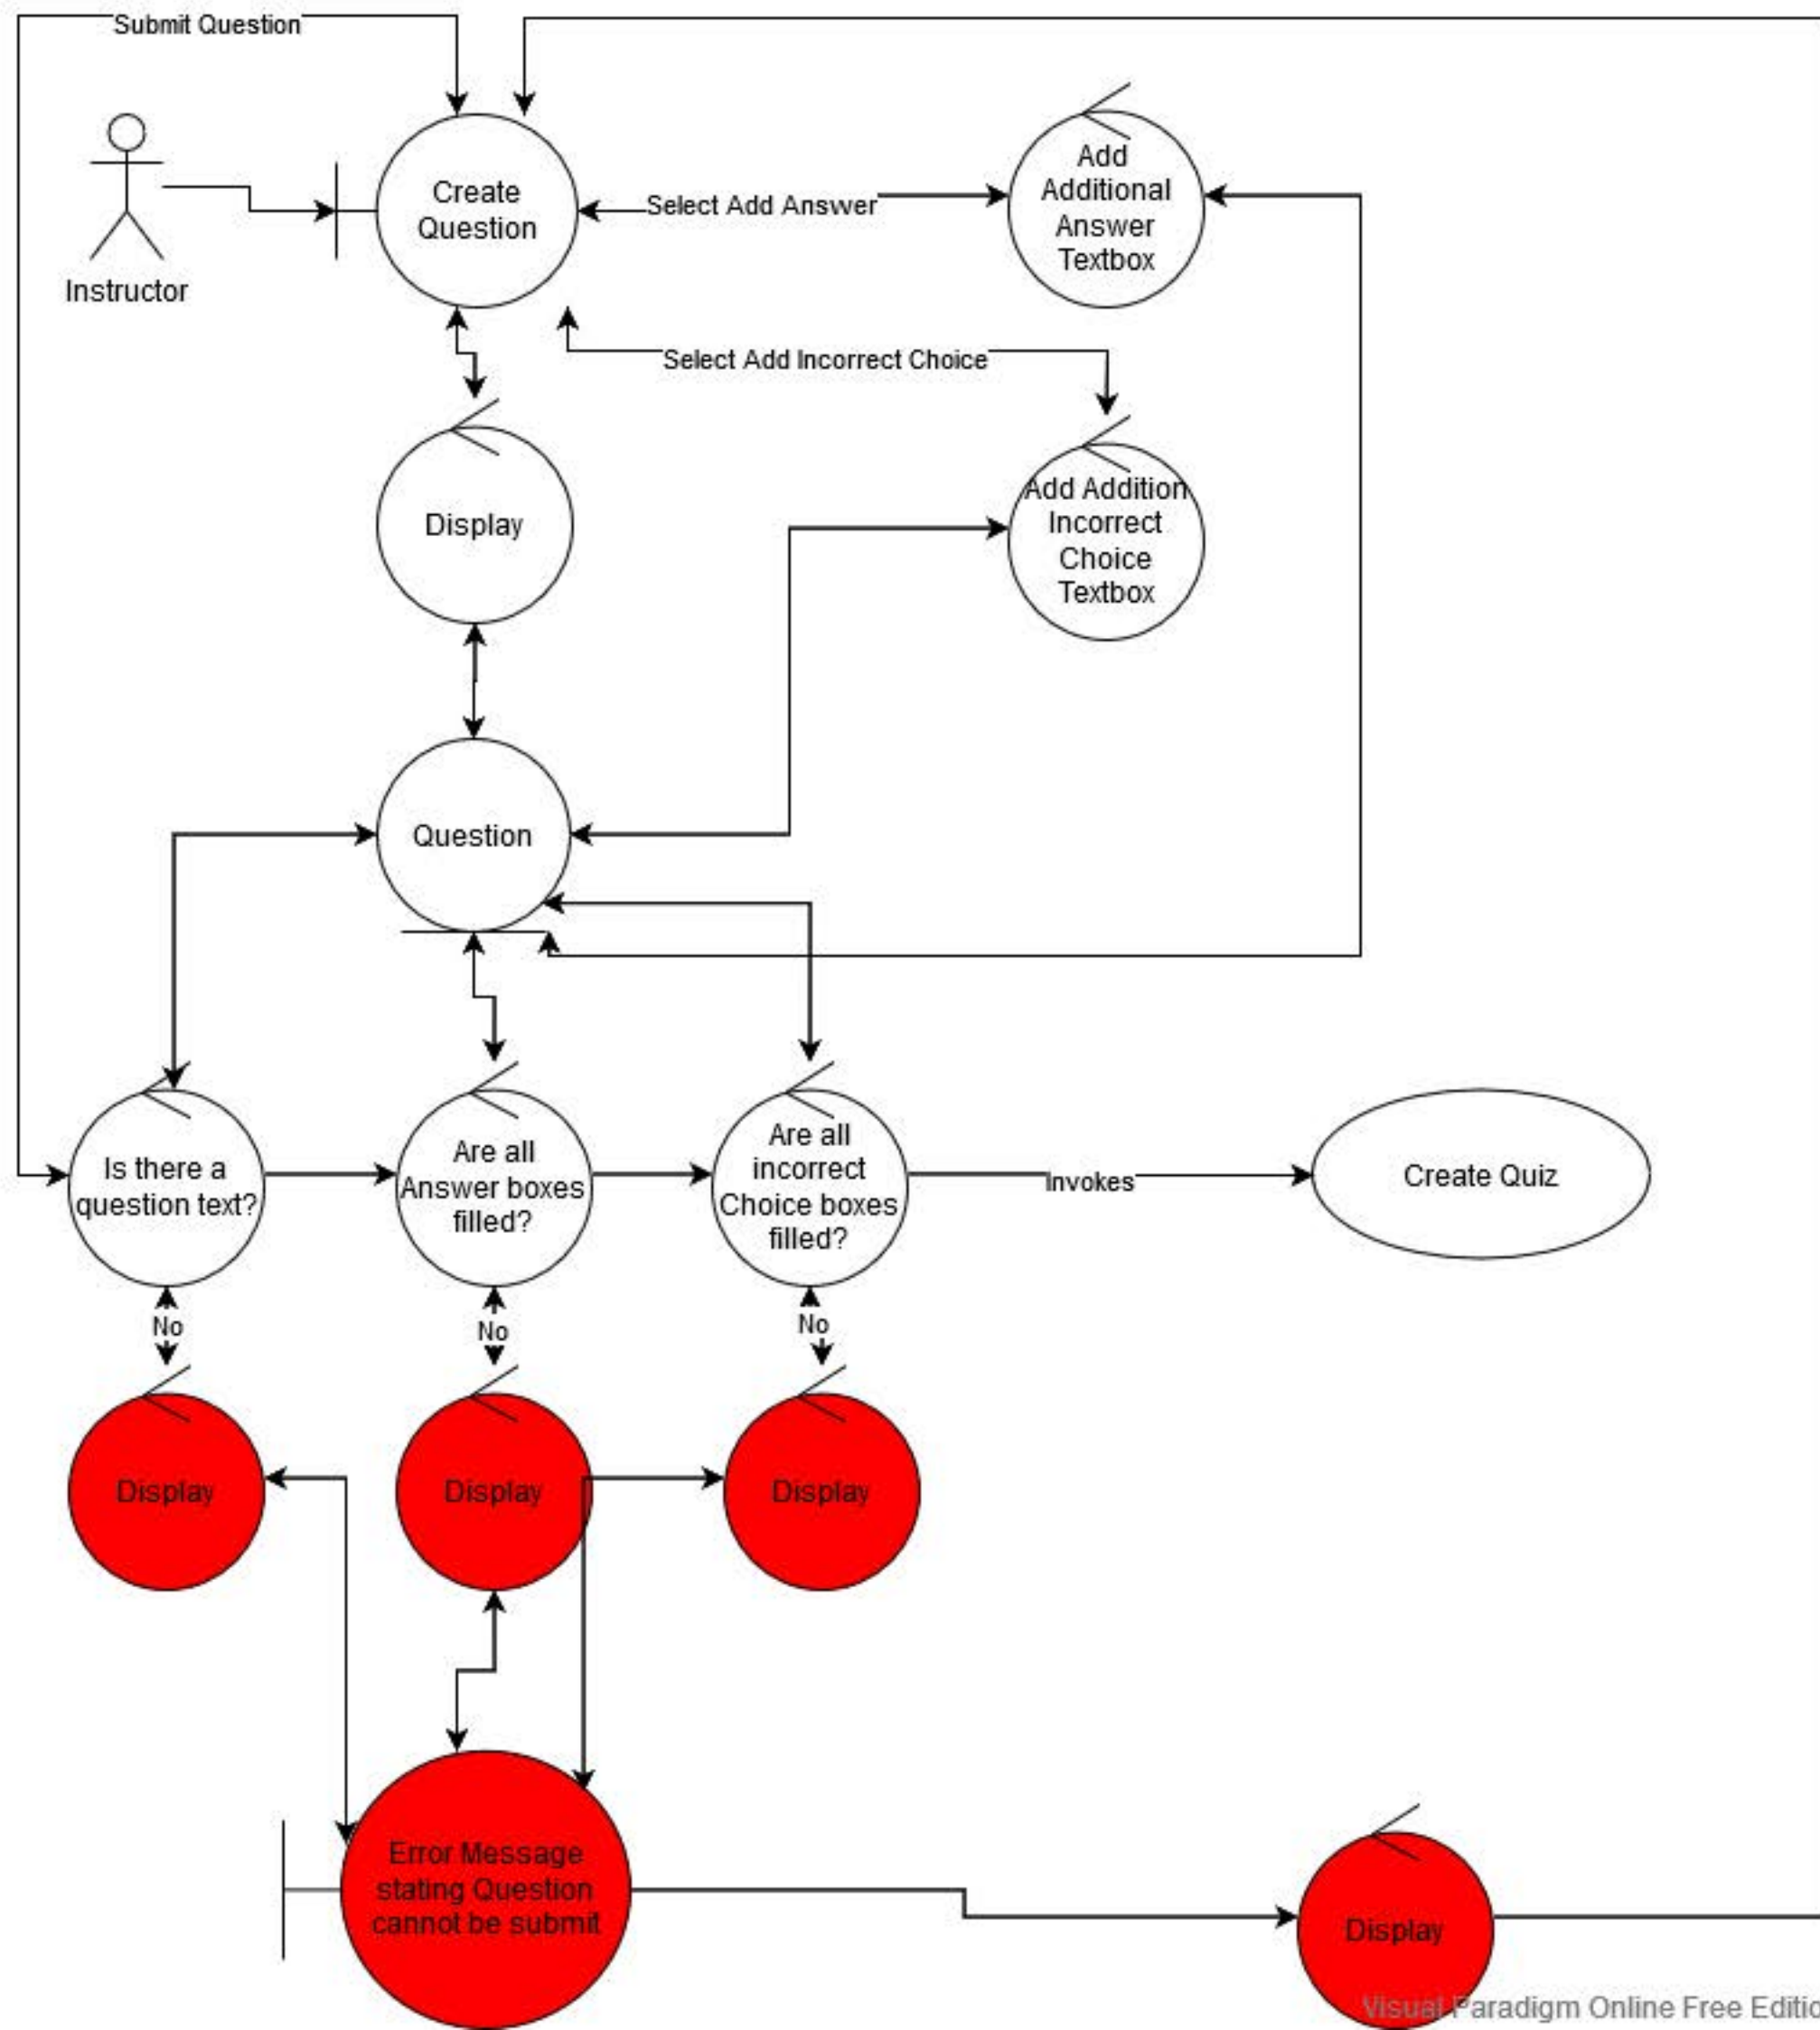 Submit Question
Instructor
Create
Question
Select Add Answer
Add
Additional
Answer
Textbox
Select Add Incorrect Choice
Display
Add Addition
Incorrect
Choice
Textbox
Question
Is there a
question text?
Are all
Answer boxes
filled?
Are all
incorrect
Choice boxes
filled?
Invokes
Create Quiz
No
No
No
Display
Display
Display
Error Message
stating Question
cannot be submit
Display
Visual Paradigm Online Free Editio